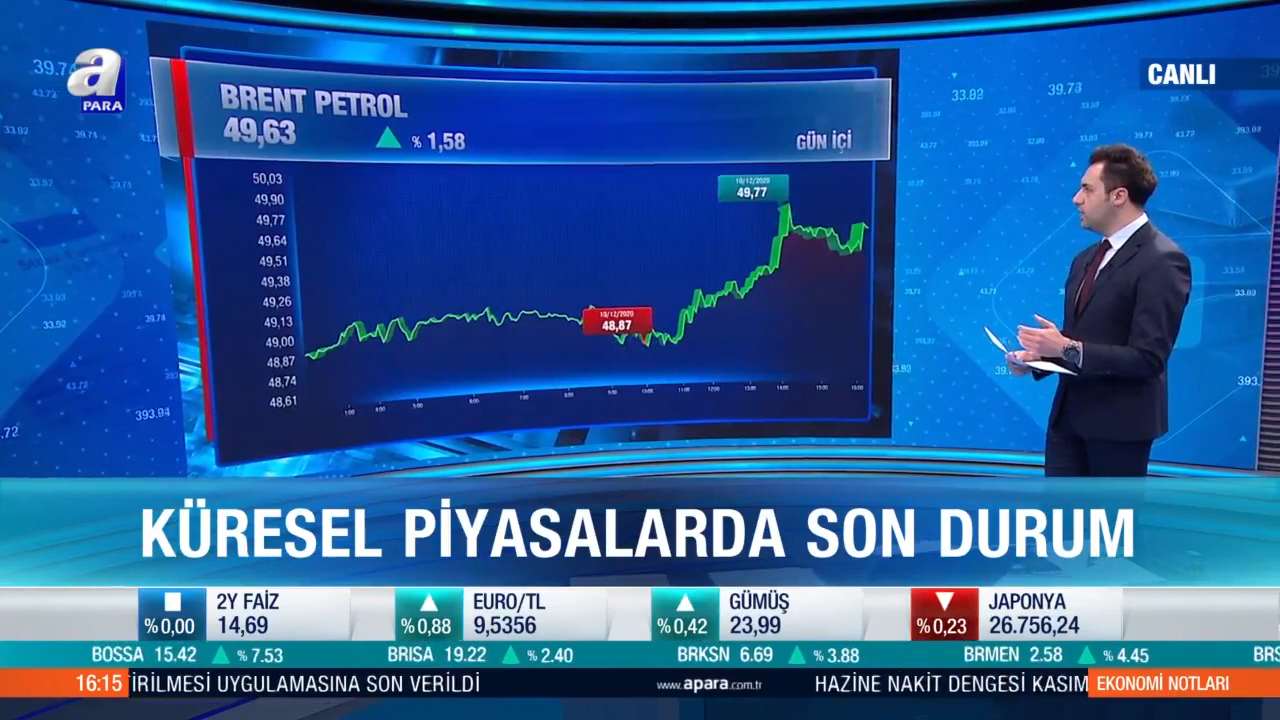 a
PARA
CANLI
BRENT PETROL
49,63
% 1,58
GÜN İÇİ
50,03
49,90
49,77
49,64
49,51
49,38
49,26
49,13
49,00
48,87
48,74
48,61
10/12/2020
49,77
10/12/2020
48,87
KÜRESEL PİYASALARDA SON DURUM
% 0,00 2Y FAİZ 14,69
% 0,88 EURO/TL 9,5356
% 0,42 GÜMÜŞ 23,99
% 0,23 JAPONYA 26.756,24
BOSSA 15.42 % 7.53 BRISA 19.22 % 2.40 BRKSN 6.69 % 3.88 BRMEN 2.58 % 4.45
16:15 TİRİLMESİ UYGULAMASINA SON VERİLDİ www.apara.com.tr HAZİNE NAKİT DENGESİ KASIM EKONOMİ NOTLARI